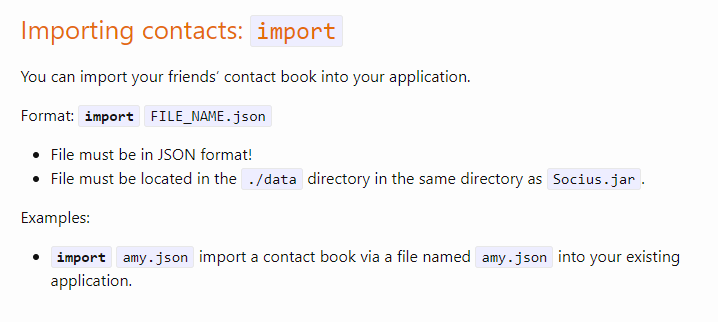 Importing contacts: import
You can import your friends’ contact book into your application.
Format: import FILE_NAME.json
• File must be in JSON format!
• File must be located in the ./data directory in the same directory as Socius.jar.
Examples:
• import amy.json import a contact book via a file named amy.json into your existing
application.